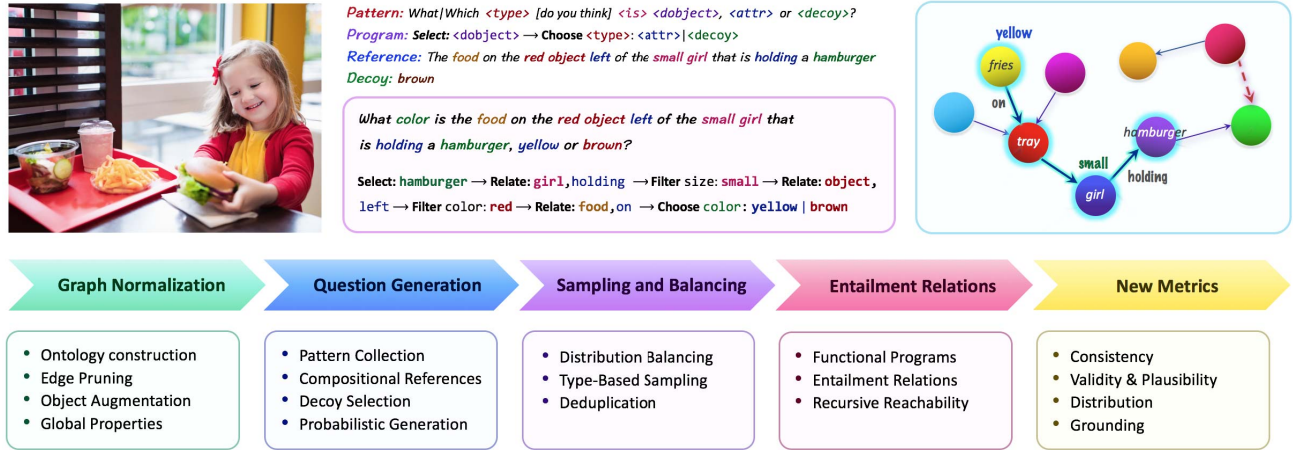 Pattern: What|Which <type> [do you think] <is> <dobject>, <attr> or <decoy>?
Program: Select: <dobject> → Choose <type>: <attr>|<decoy>
Reference: The food on the red object left of the small girl that is holding a hamburger
Decoy: brown
What color is the food on the red object left of the small girl that
is holding a hamburger, yellow or brown?
Select: hamburger → Relate: girl,holding → Filter size: small → Relate: object,
left → Filter color: red → Relate: food,on → Choose color: yellow | brown
yellow
fries
on
tray
small
girl
hamburger
holding
Graph Normalization
Ontology construction
Edge Pruning
Object Augmentation
Global Properties
Question Generation
Pattern Collection
Compositional References
Decoy Selection
Probabilistic Generation
Sampling and Balancing
Distribution Balancing
Type-Based Sampling
Deduplication
Entailment Relations
Functional Programs
Entailment Relations
Recursive Reachability
New Metrics
Consistency
Validity & Plausibility
Distribution
Grounding